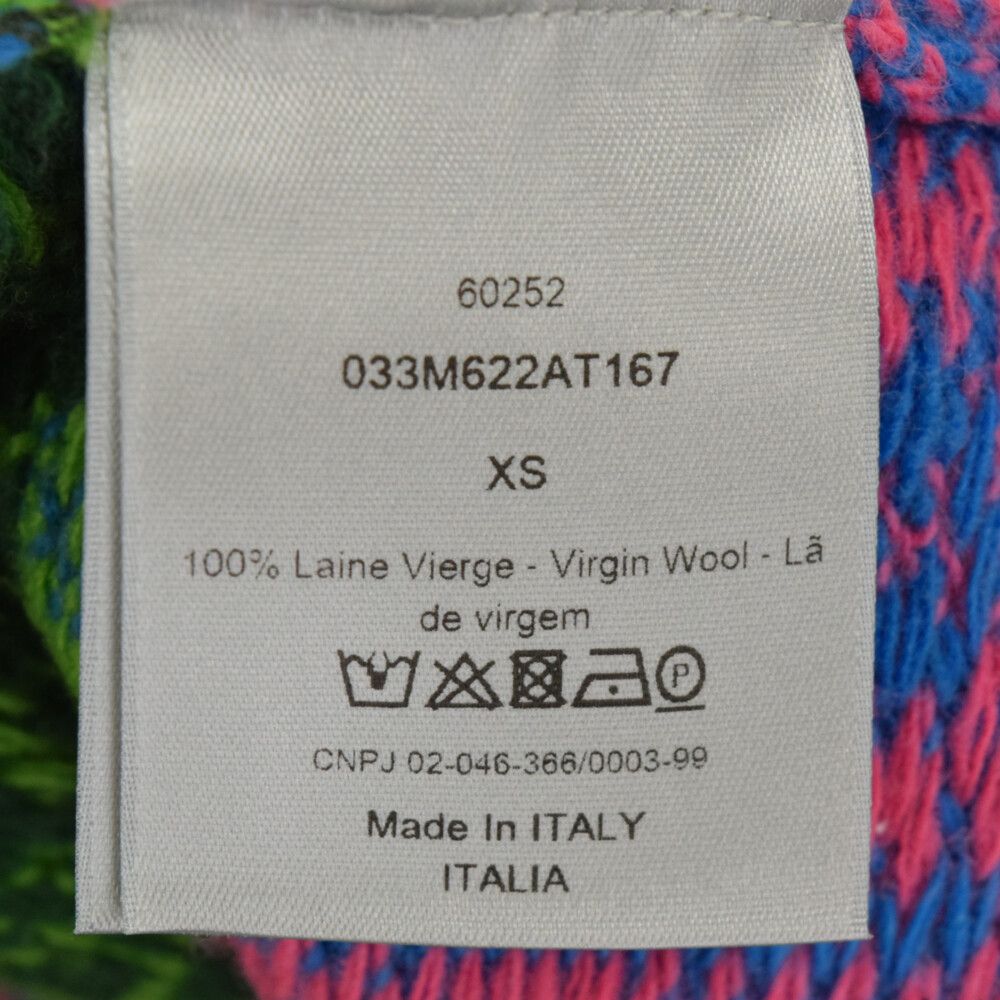 60252
033M622AT167
XS
100% Laine Vierge - Virgin Wool - Lã
de virgem
P
CNPJ 02-046-366/0003-99
Made In ITALY
ITALIA